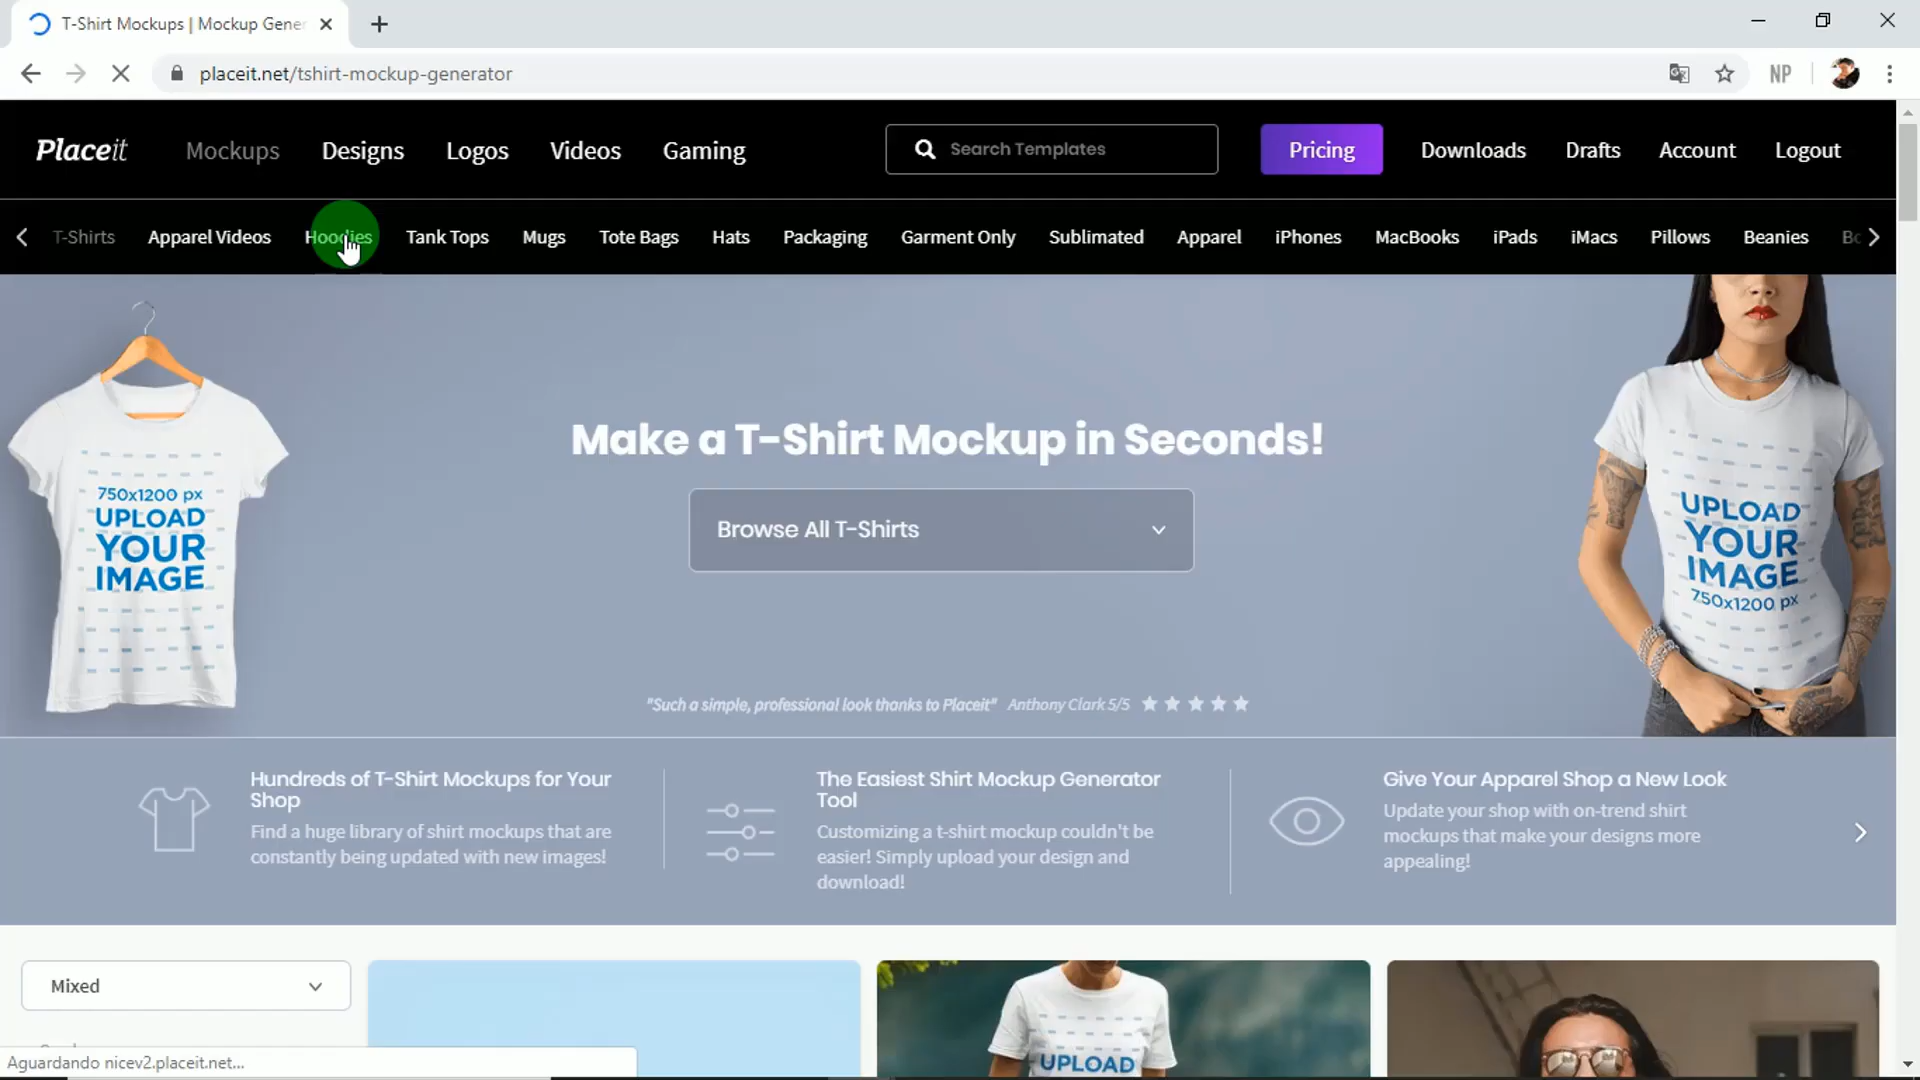 T-Shirt Mockups | Mockup Gener
placeit.net/tshirt-mockup-generator
NP
Placeit
Mockups
Designs
Logos
Videos
Gaming
Search Templates
Pricing
Downloads
Drafts
Account
Logout
T-Shirts
Apparel Videos
Hoodies
Tank Tops
Mugs
Tote Bags
Hats
Packaging
Garment Only
Sublimated
Apparel
iPhones
MacBooks
iPads
iMacs
Pillows
Beanies
750x1200 px
UPLOAD
YOUR
IMAGE
Make a T-Shirt Mockup in Seconds!
Browse All T-Shirts
"Such a simple, professional look thanks to Placeit" Anthony Clark 5/5
UPLOAD
YOUR
IMAGE
750x1200 px
Hundreds of T-Shirt Mockups for Your
Shop
Find a huge library of shirt mockups that are
constantly being updated with new images!
The Easiest Shirt Mockup Generator
Tool
Customizing a t-shirt mockup couldn't be
easier! Simply upload your design and
download!
Give Your Apparel Shop a New Look
Update your shop with on-trend shirt
mockups that make your designs more
appealing!
Mixed
UPLOAD
Aguardando nicev2.placeit.net...